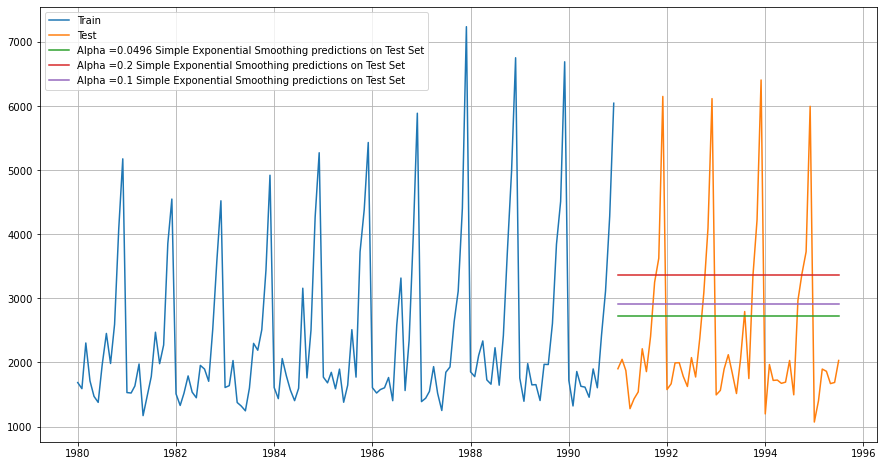 Train
Test
Alpha =0.0496 Simple Exponential Smoothing predictions on Test Set
Alpha =0.2 Simple Exponential Smoothing predictions on Test Set
Alpha =0.1 Simple Exponential Smoothing predictions on Test Set
7000
6000
5000
4000
3000
2000
1000
1980 1982 1984 1986 1988 1990 1992 1994 1996